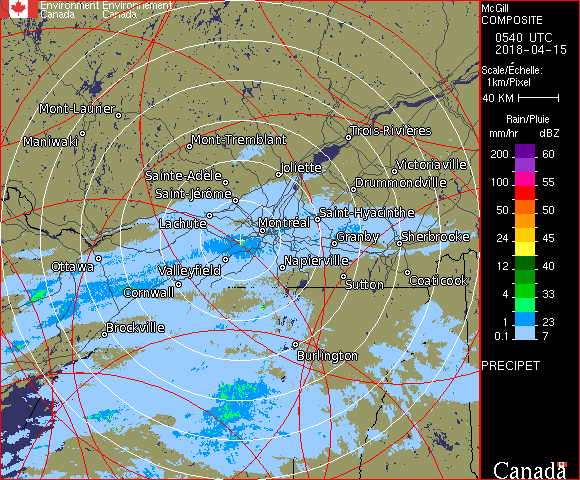 Environment Environnement
Canada Canada
Mont-Laurier
Maniwaki
Mont-Tremblant
Trois-Rivières
Sainte-Adèle
Joliette
Victoriaville
Saint-Jérôme
Drummondville
Lachute
Montréal
Saint-Hyacinthe
Granby
Sherbrooke
Ottawa
Valleyfield
Napierville
Cornwall
Sutton
Coaticook
Brockville
Burlington
McGill
COMPOSITE
0540 UTC
2018-04-15
Scale/Échelle:
1km/Pixel
40 KM
Rain/Pluie
mm/hr dBZ
200 60
100 55
50 50
24 45
12 40
4 33
1 23
0.1 7
PRECIPET
Canada